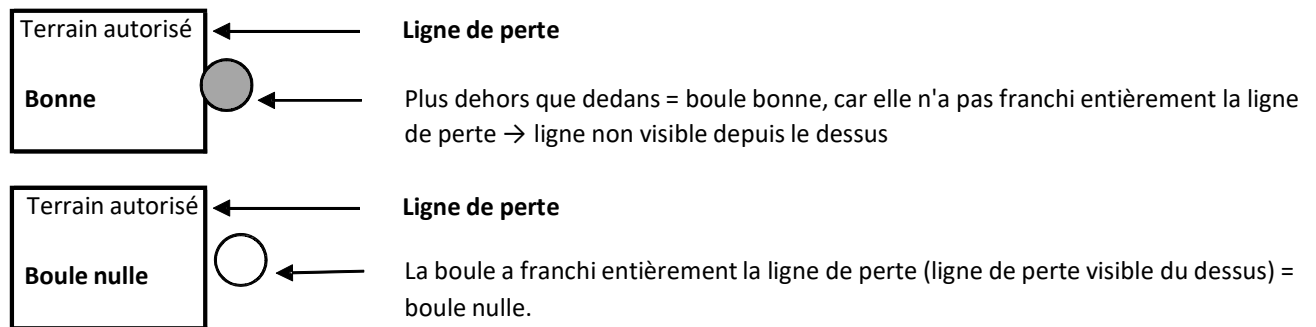 Terrain autorisé
Ligne de perte
Bonne
Plus dehors que dedans = boule bonne, car elle n'a pas franchi entièrement la ligne
de perte → ligne non visible depuis le dessus
Terrain autorisé
Ligne de perte
Boule nulle
La boule a franchi entièrement la ligne de perte (ligne de perte visible du dessus) =
boule nulle.